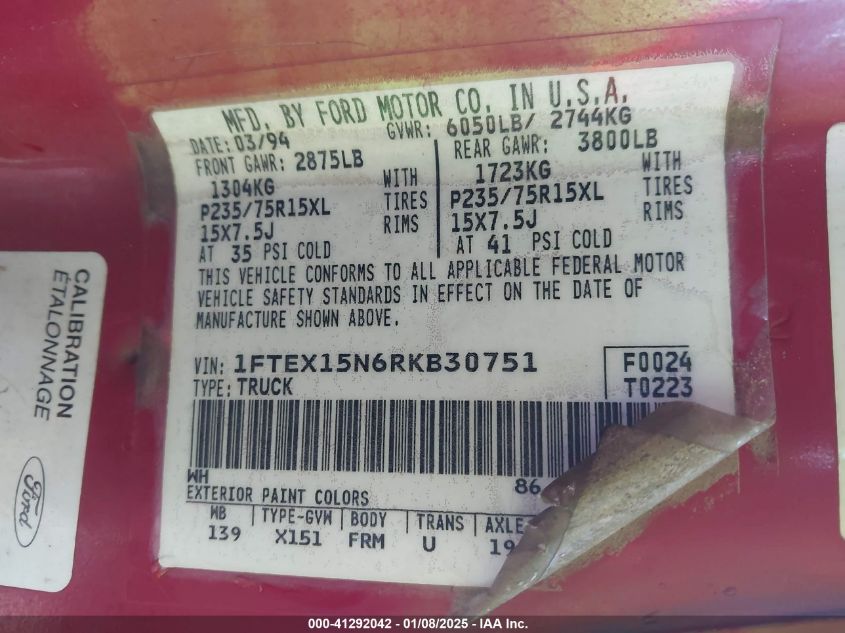 MFD. BY FORD MOTOR CO. IN U.S.A.
DATE: 03/94 GVWR: 6050LB/ 2744KG
FRONT GAWR: 2875LB REAR GAWR: 3800LB
1304KG WITH 1723KG WITH
P235/75R15XL TIRES P235/75R15XL TIRES
15X7.5J RIMS 15X7.5J RIMS
AT 35 PSI COLD AT 41 PSI COLD
THIS VEHICLE CONFORMS TO ALL APPLICABLE FEDERAL MOTOR
VEHICLE SAFETY STANDARDS IN EFFECT ON THE DATE OF
MANUFACTURE SHOWN ABOVE.
VIN: 1FTEX15N6RKB30751 F0024
TYPE: TRUCK T0223
WH 86
EXTERIOR PAINT COLORS
WB TYPE-GVW BODY TRANS AXLE
139 X151 FRM U 19
CALIBRATION
ÉTALONNAGE
Ford
000-41292042 - 01/08/2025 - IAA Inc.